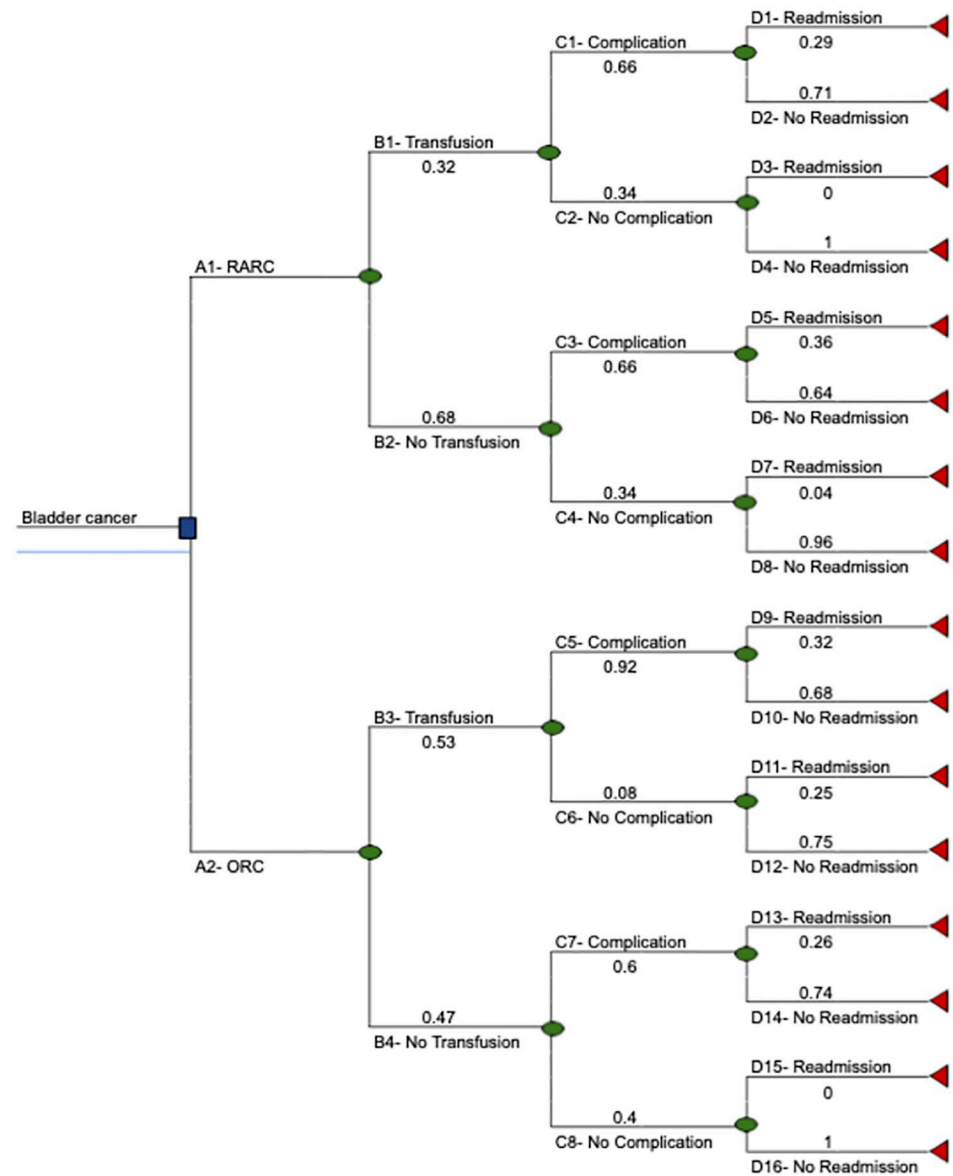 D1- Readmission
0.29
C1- Complication
0.66
0.71
D2- No Readmission
B1- Transfusion
0.32
D3- Readmission
0
0.34
C2- No Complication
1
D4- No Readmission
A1- RARC
D5- Readmisison
0.36
C3- Complication
0.66
0.64
D6- No Readmission
0.68
B2- No Transfusion
D7- Readmission
0.04
0.34
C4- No Complication
0.96
D8- No Readmission
Bladder cancer
D9- Readmission
0.32
C5- Complication
0.92
0.68
D10- No Readmission
B3- Transfusion
0.53
D11- Readmission
0.25
0.08
C6- No Complication
0.75
D12- No Readmission
A2- ORC
D13- Readmission
0.26
C7- Complication
0.6
0.74
D14- No Readmission
0.47
B4- No Transfusion
D15- Readmission
0
0.4
C8- No Complication
1
D16- No Readmission